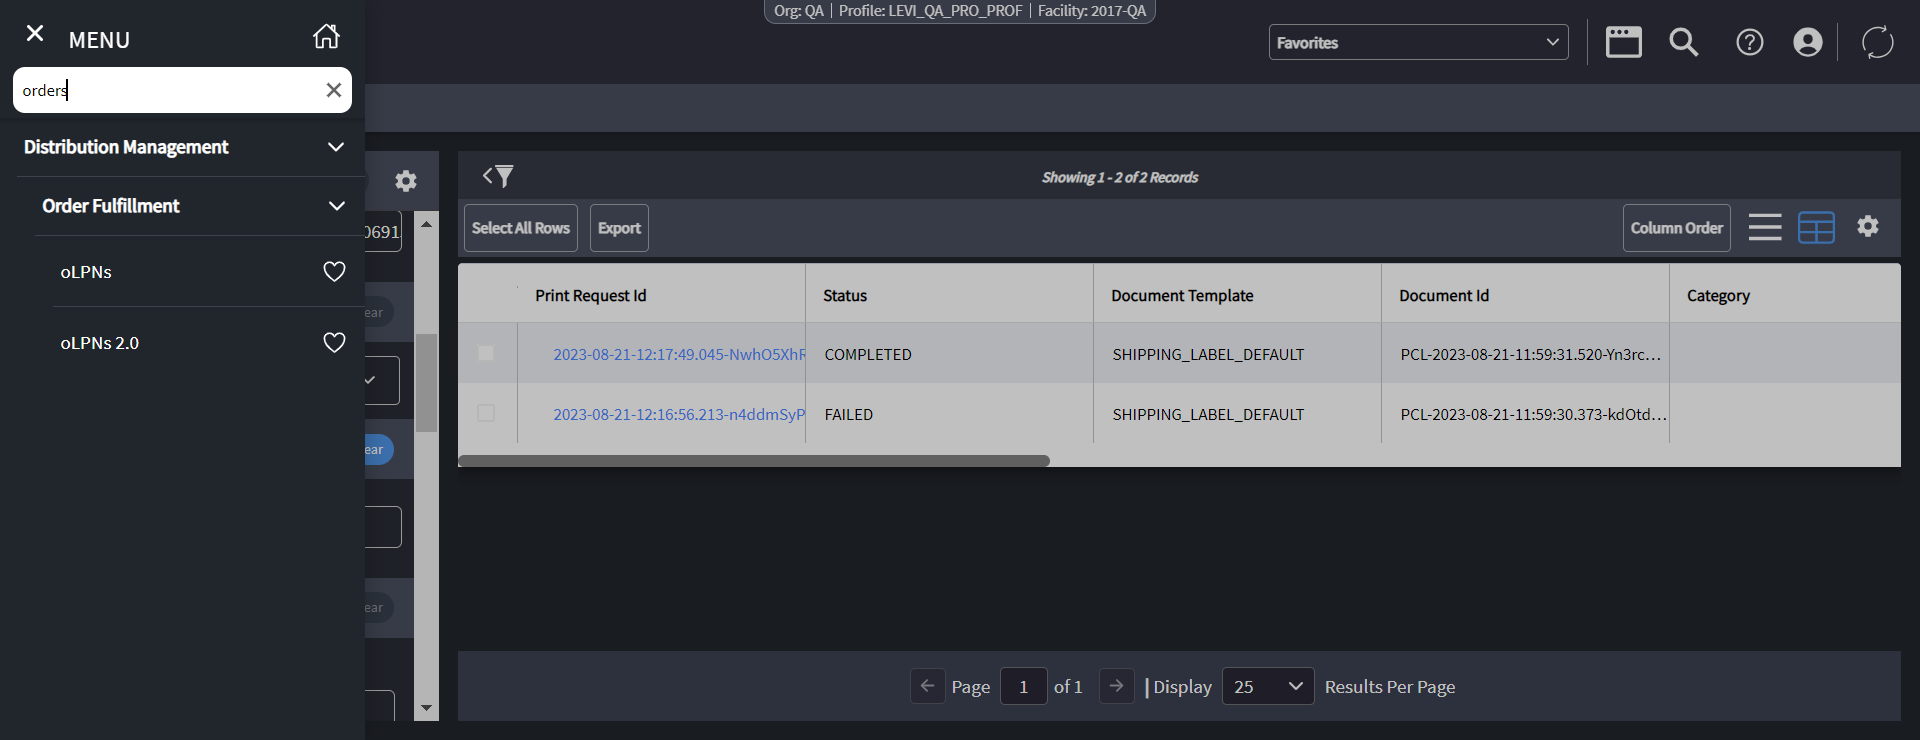 Org: QA | Profile: LEVI_QA_PRO_PROF | Facility: 2017-QA
MENU
Favorites
orders
Distribution Management
Order Fulfillment
oLPNs
oLPNs 2.0
0691
ear
ear
ear
Showing 1 - 2 of 2 Records
Select All Rows
Export
Column Order
Print Request Id
Status
Document Template
Document Id
Category
2023-08-21-12:17:49.045-NwhO5XhR
COMPLETED
SHIPPING_LABEL_DEFAULT
PCL-2023-08-21-11:59:31.520-Yn3rc...
2023-08-21-12:16:56.213-n4ddmSyP
FAILED
SHIPPING_LABEL_DEFAULT
PCL-2023-08-21-11:59:30.373-kdOtd...
Page 1 of 1 | Display 25 Results Per Page